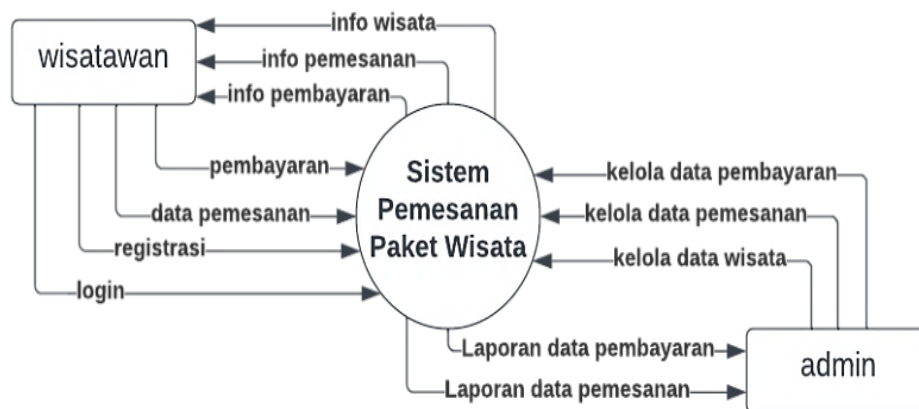 info wisata
wisatawan
info pemesanan
info pembayaran
pembayaran
data pemesanan
registrasi
login
Sistem
Pemesanan
Paket Wisata
kelola data pembayaran
kelola data pemesanan
kelola data wisata
Laporan data pembayaran
Laporan data pemesanan
admin